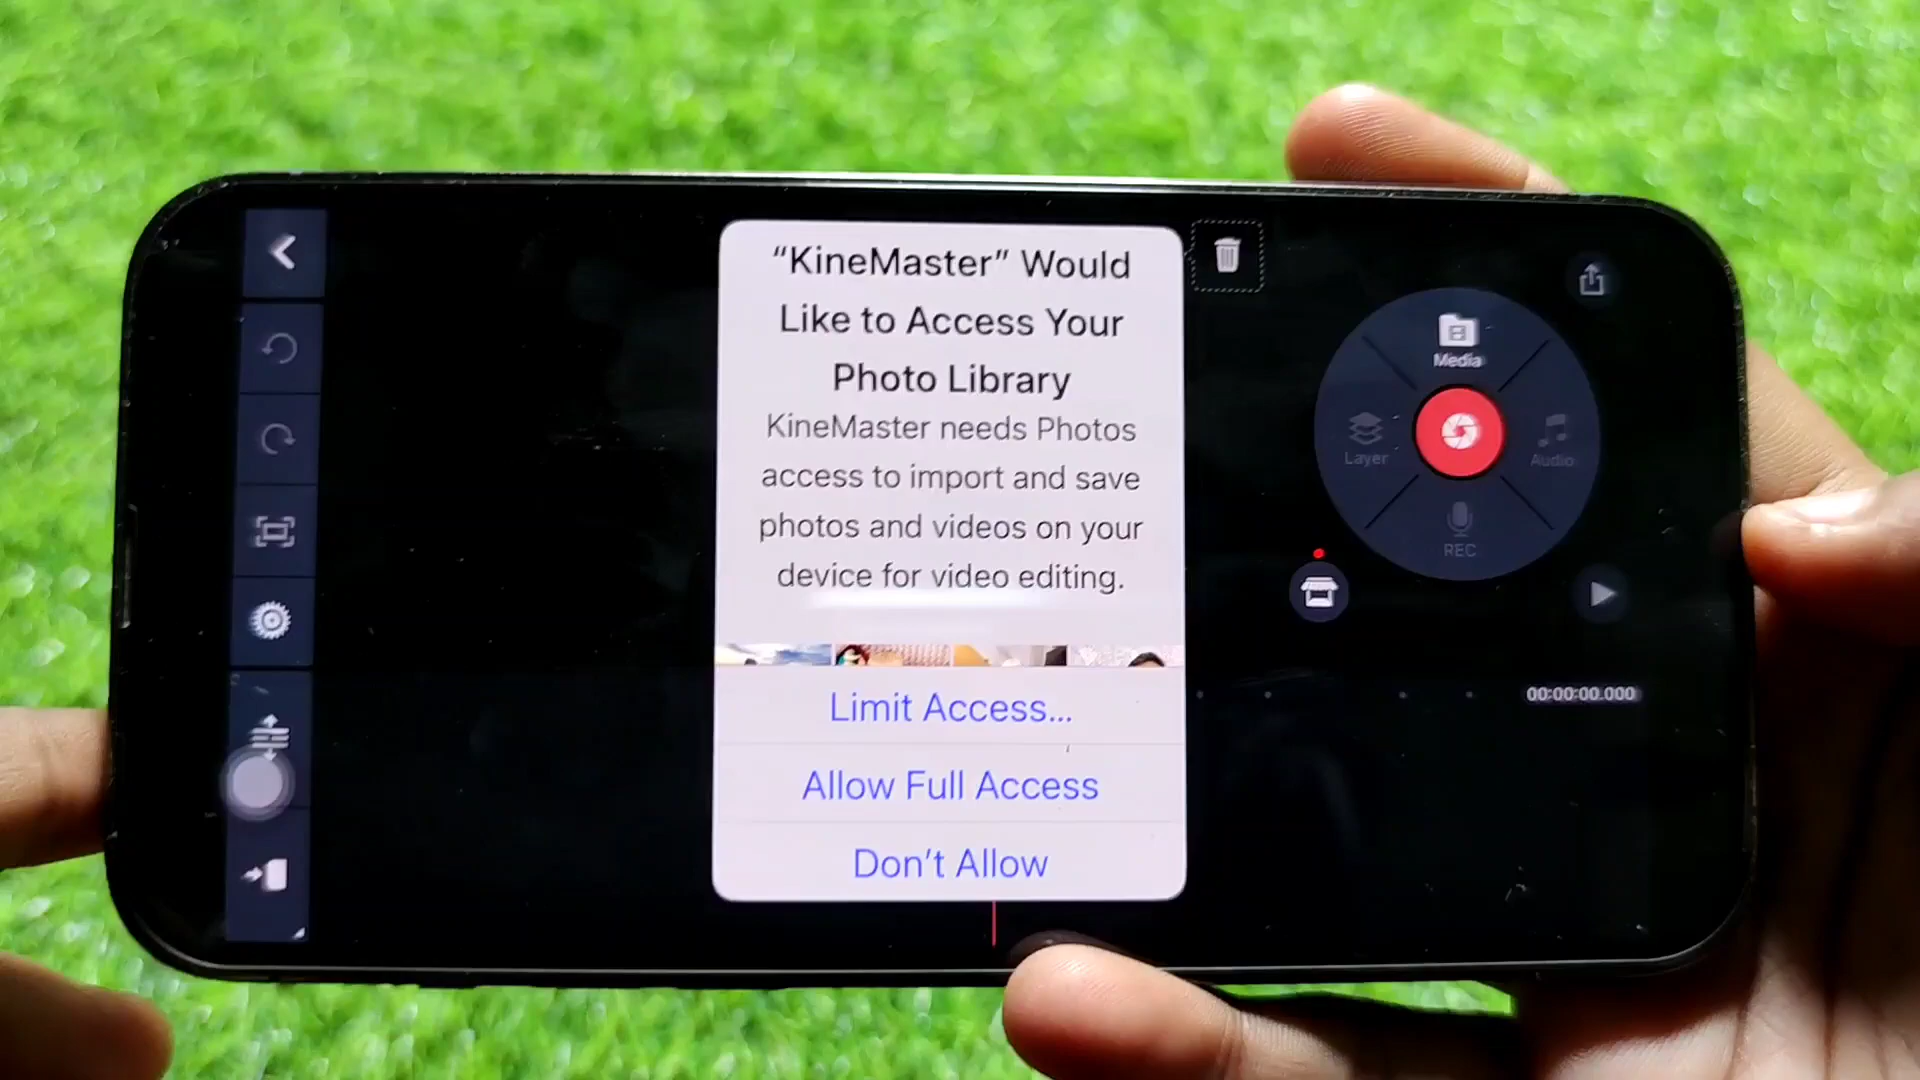 “KineMaster” Would
Like to Access Your
Photo Library
KineMaster needs Photos
access to import and save
photos and videos on your
device for video editing.
Limit Access...
Allow Full Access
Don’t Allow
Media
Layer
Audio
REC
00:00:00.000